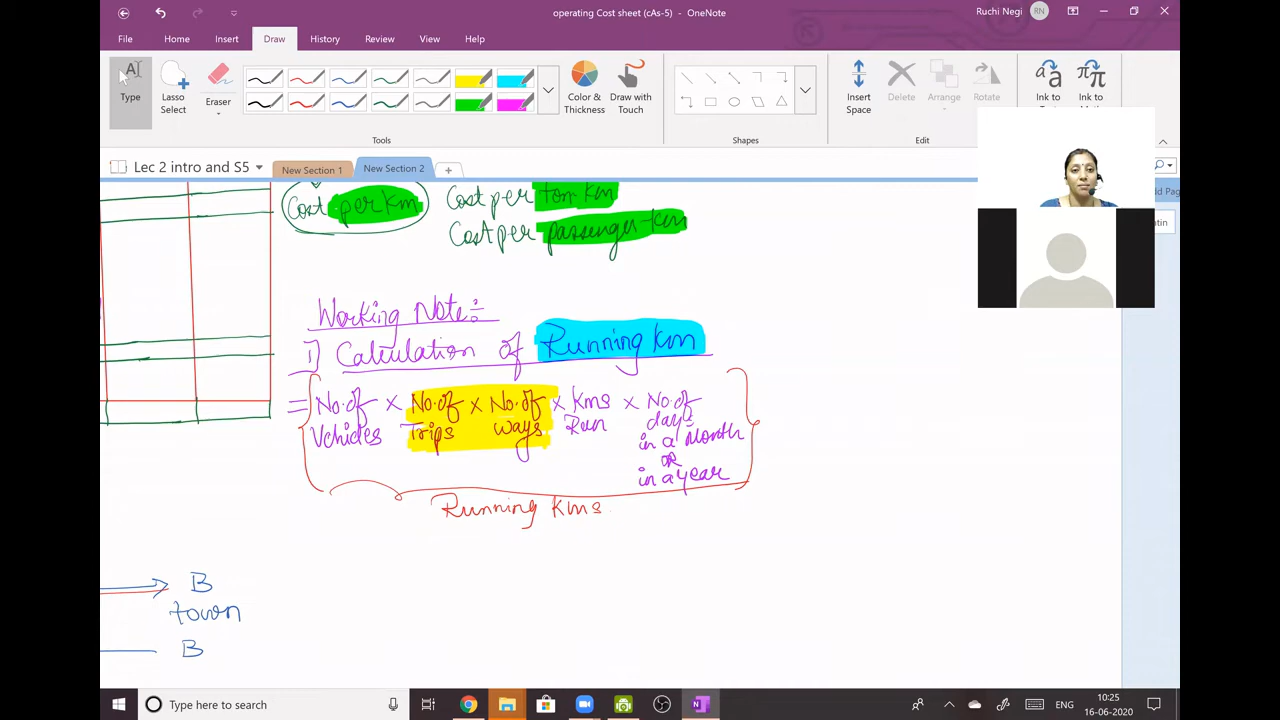 operating Cost sheet (cAs-5) - OneNote
Ruchi Negi RN
File Home Insert Draw History Review View Help
Type
Lasso Select
Eraser
Color & Thickness
Draw with Touch
Insert Space
Delete
Arrange
Rotate
Ink to
Ink to
Tools
Shapes
Edit
Lec 2 intro and S5
New Section 1
New Section 2
Cost per km
Cost per ton-km
Cost per passenger-km
Working Note:-
1) Calculation of Running km
= No. of Vehicles × No. of Trips × No. of ways × Kms Run × No. of days in a Month OR in a year
Running Kms
B
town
B
Type here to search
ENG
10:25
16-06-2020